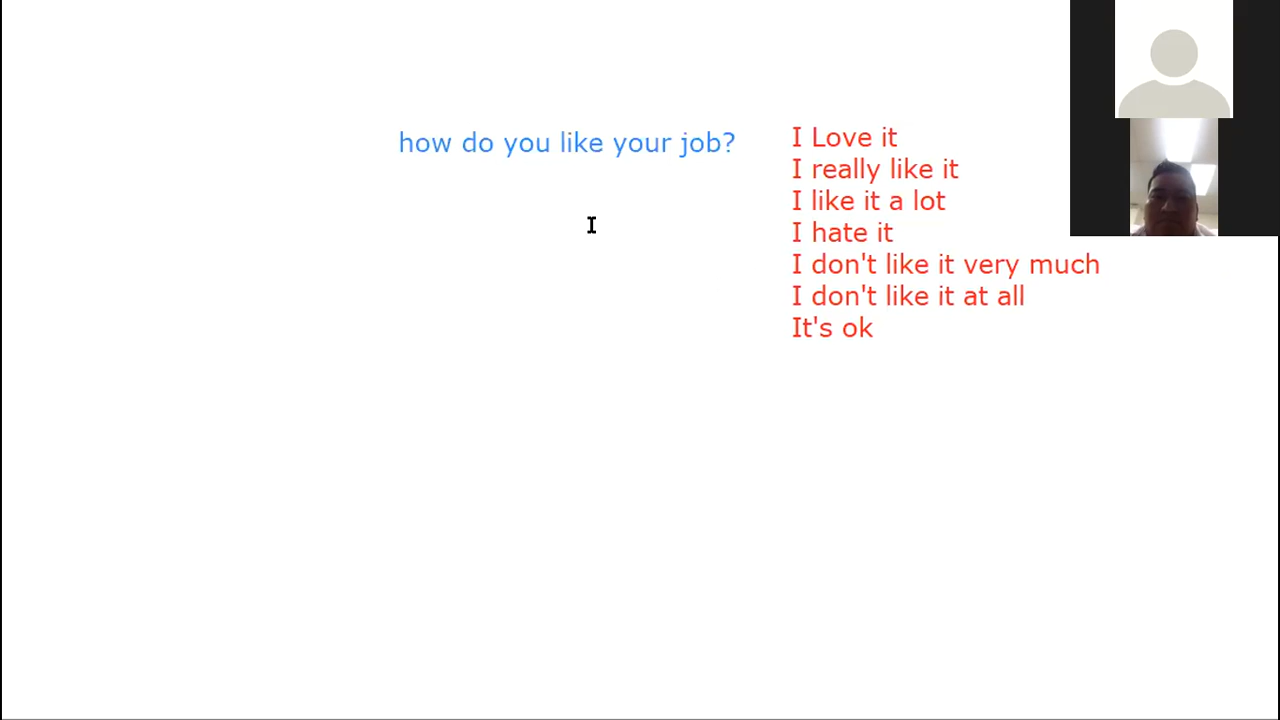 how do you like your job?
I Love it
I really like it
I like it a lot
I hate it
I don't like it very much
I don't like it at all
It's ok